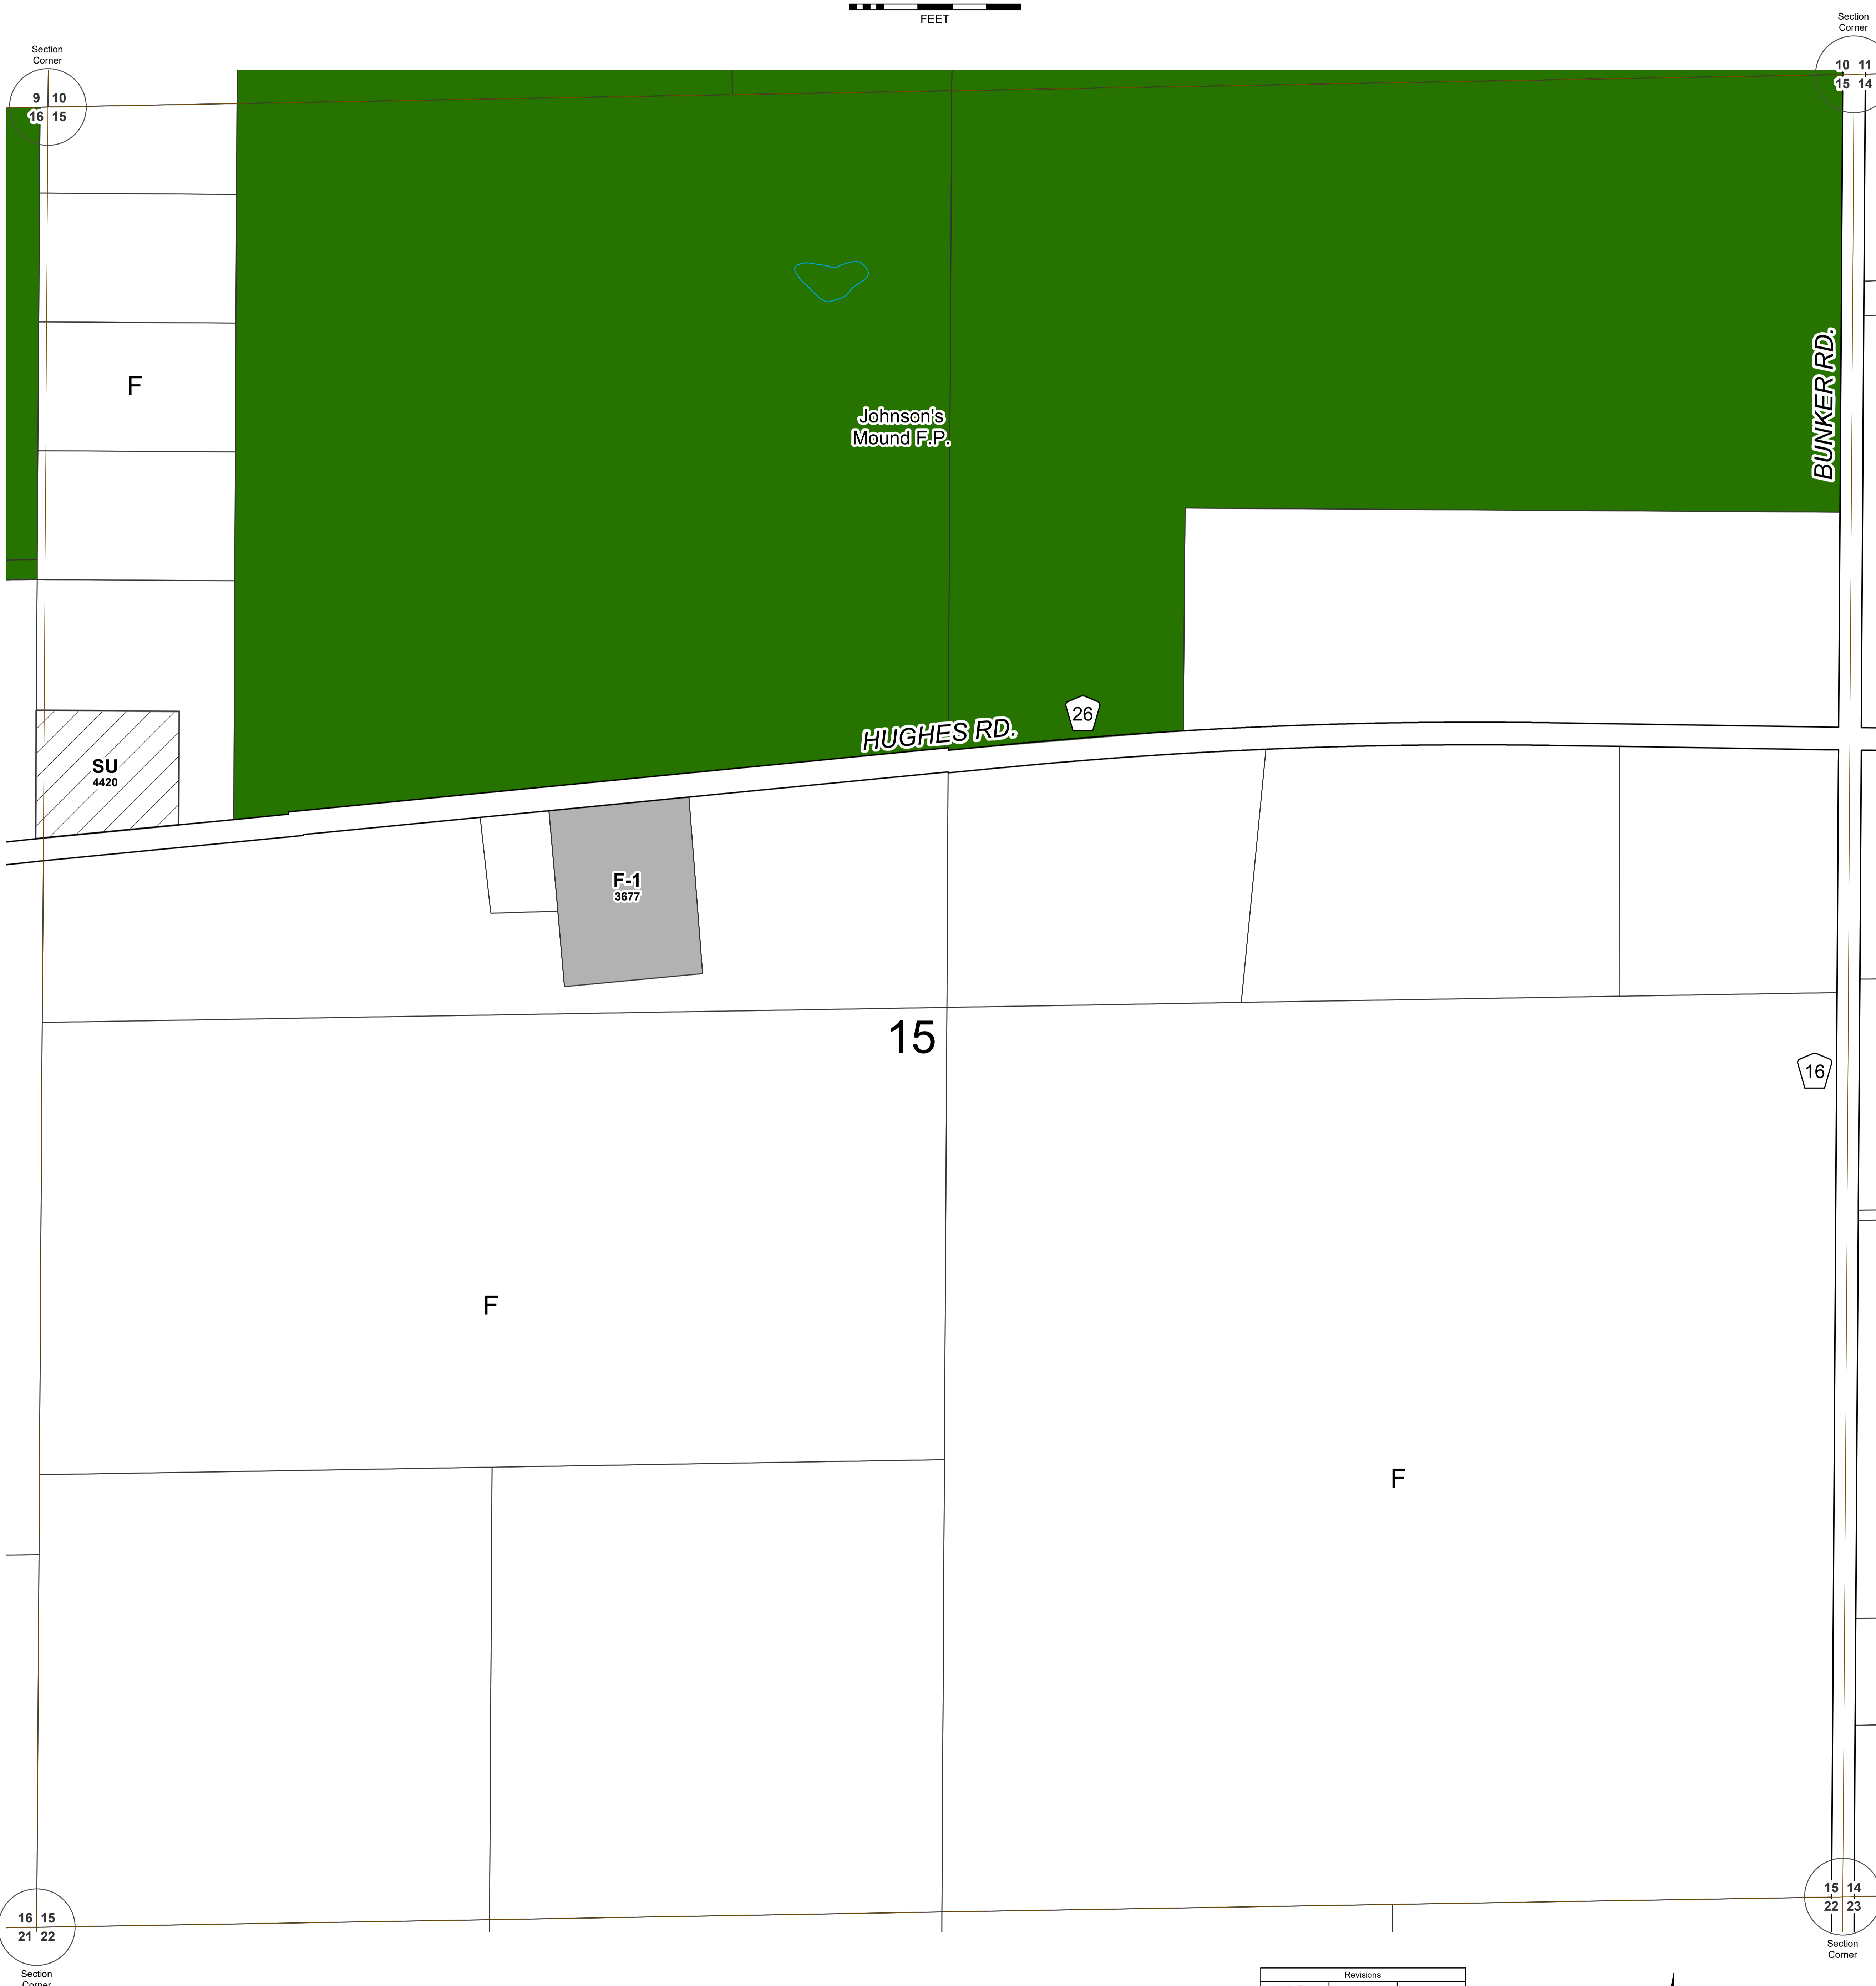 FEET
Section
Corner
Section
Corner
9 10
16 15
10 11
15 14
F
BUNKER RD.
Johnson's
Mound F.P.
26
HUGHES RD.
SU
4420
F-1
3677
15
16
F
F
15 14
22 23
16 15
21 22
Section
Corner
Section
Corner
Revisions